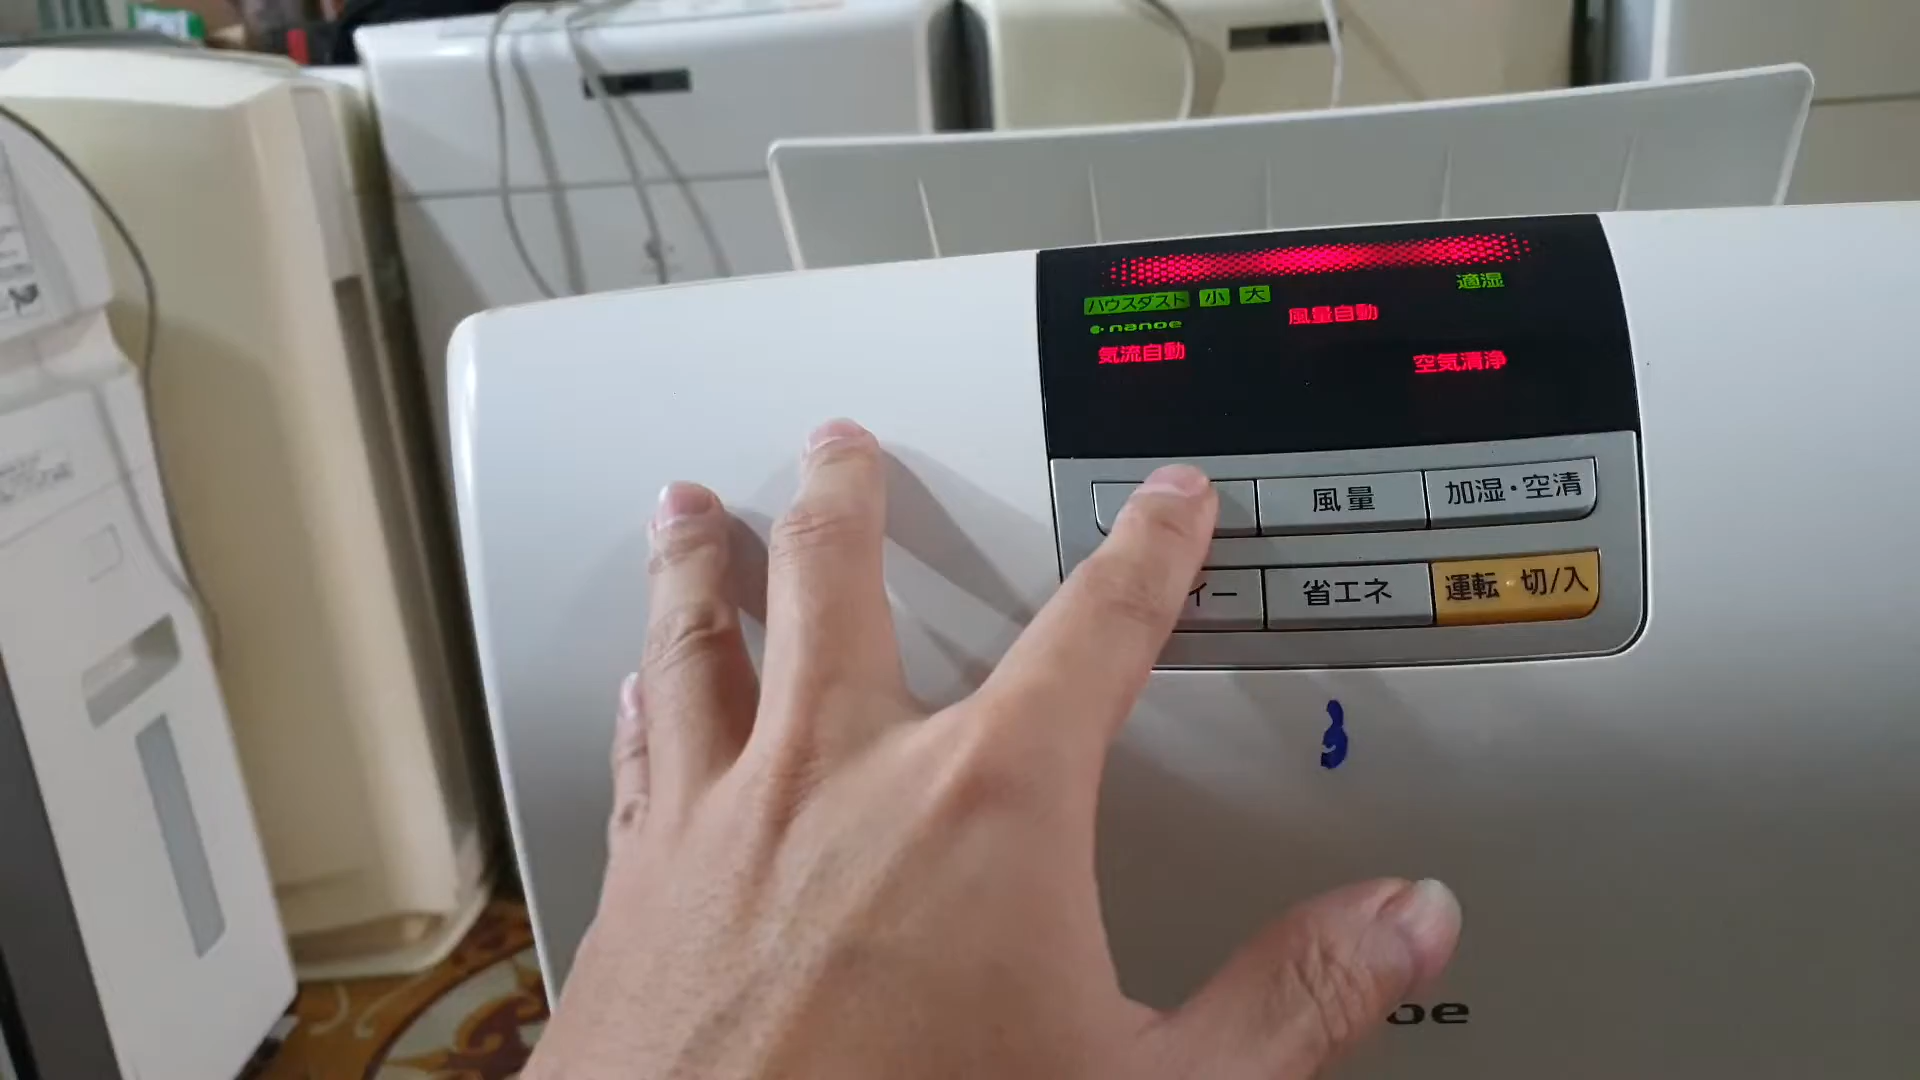 適湿
ハウスダスト 小 大
風量自動
nanoe
気流自動
空気清浄
風量
加湿・空清
イー
省エネ
運転 切/入
oe